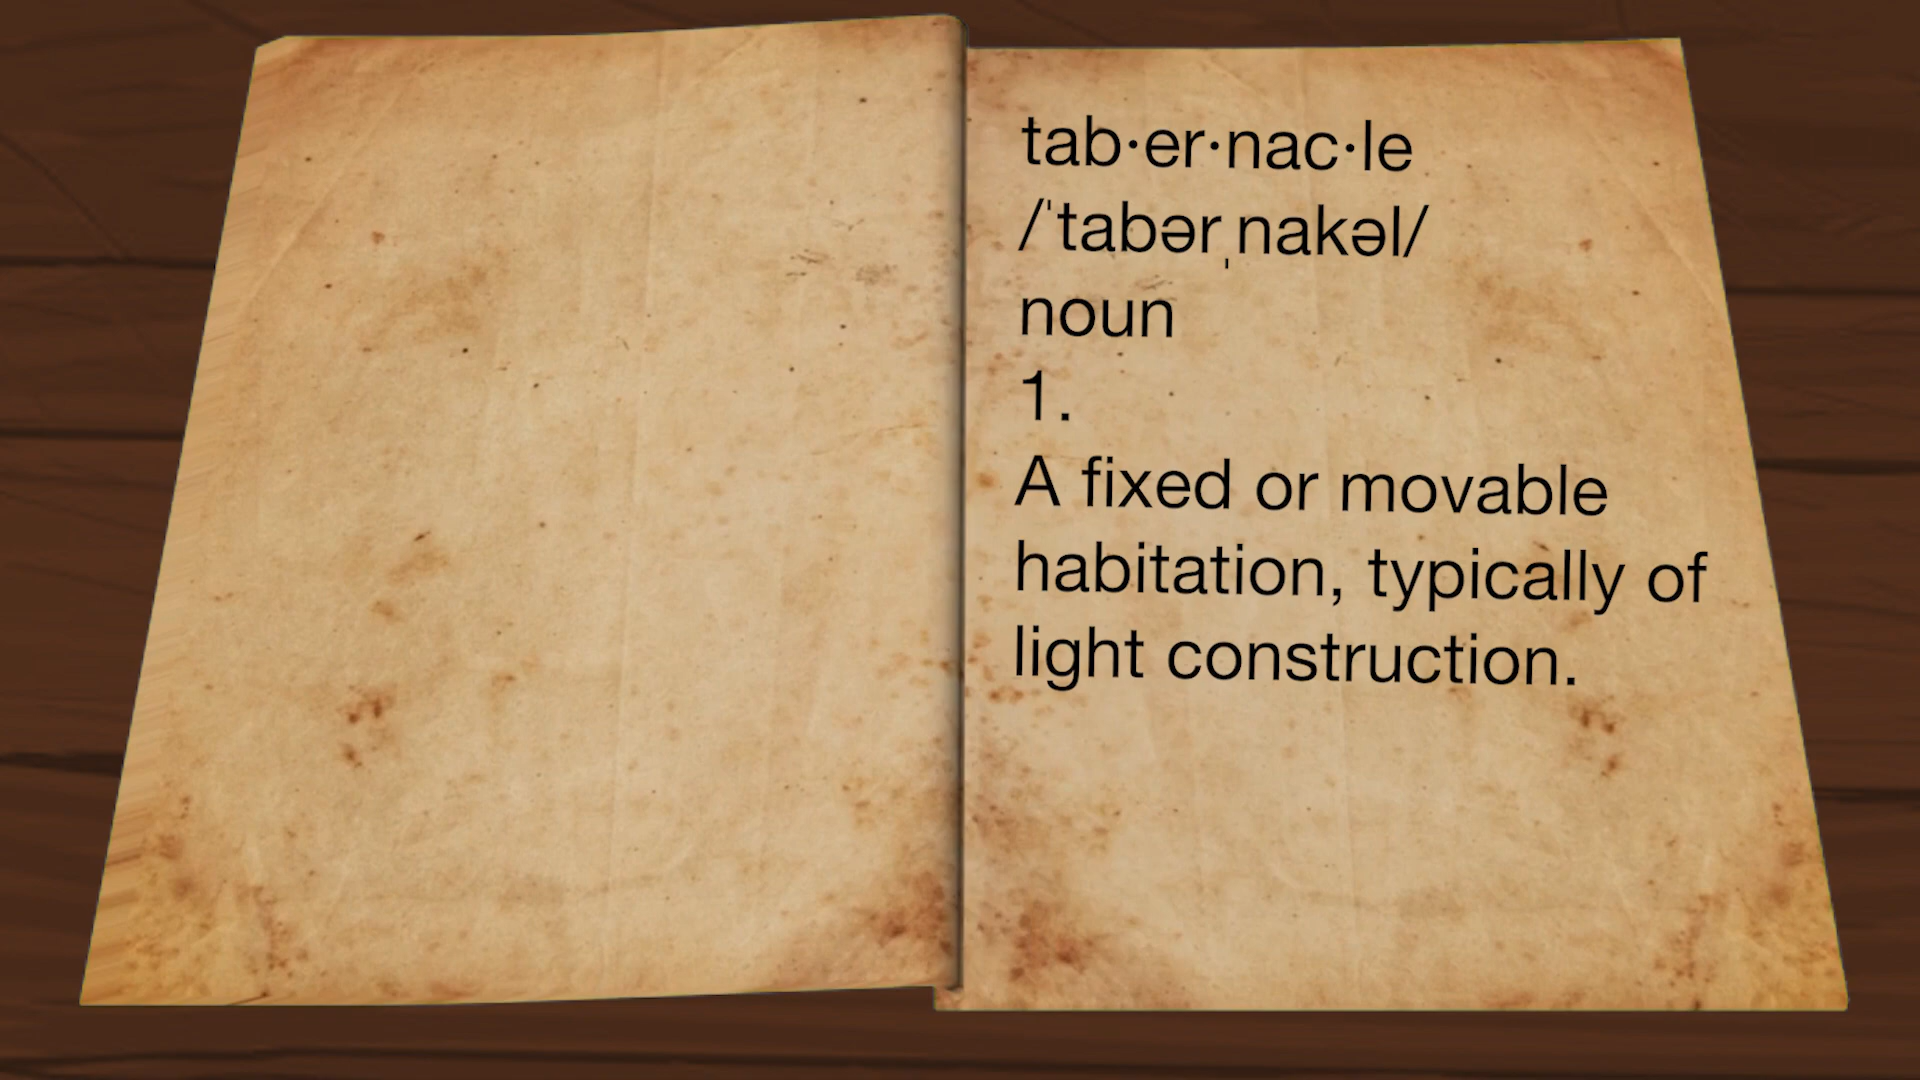 tab·er·nac·le
/ˈtabərˌnakəl/
noun
1.
A fixed or movable
habitation, typically of
light construction.